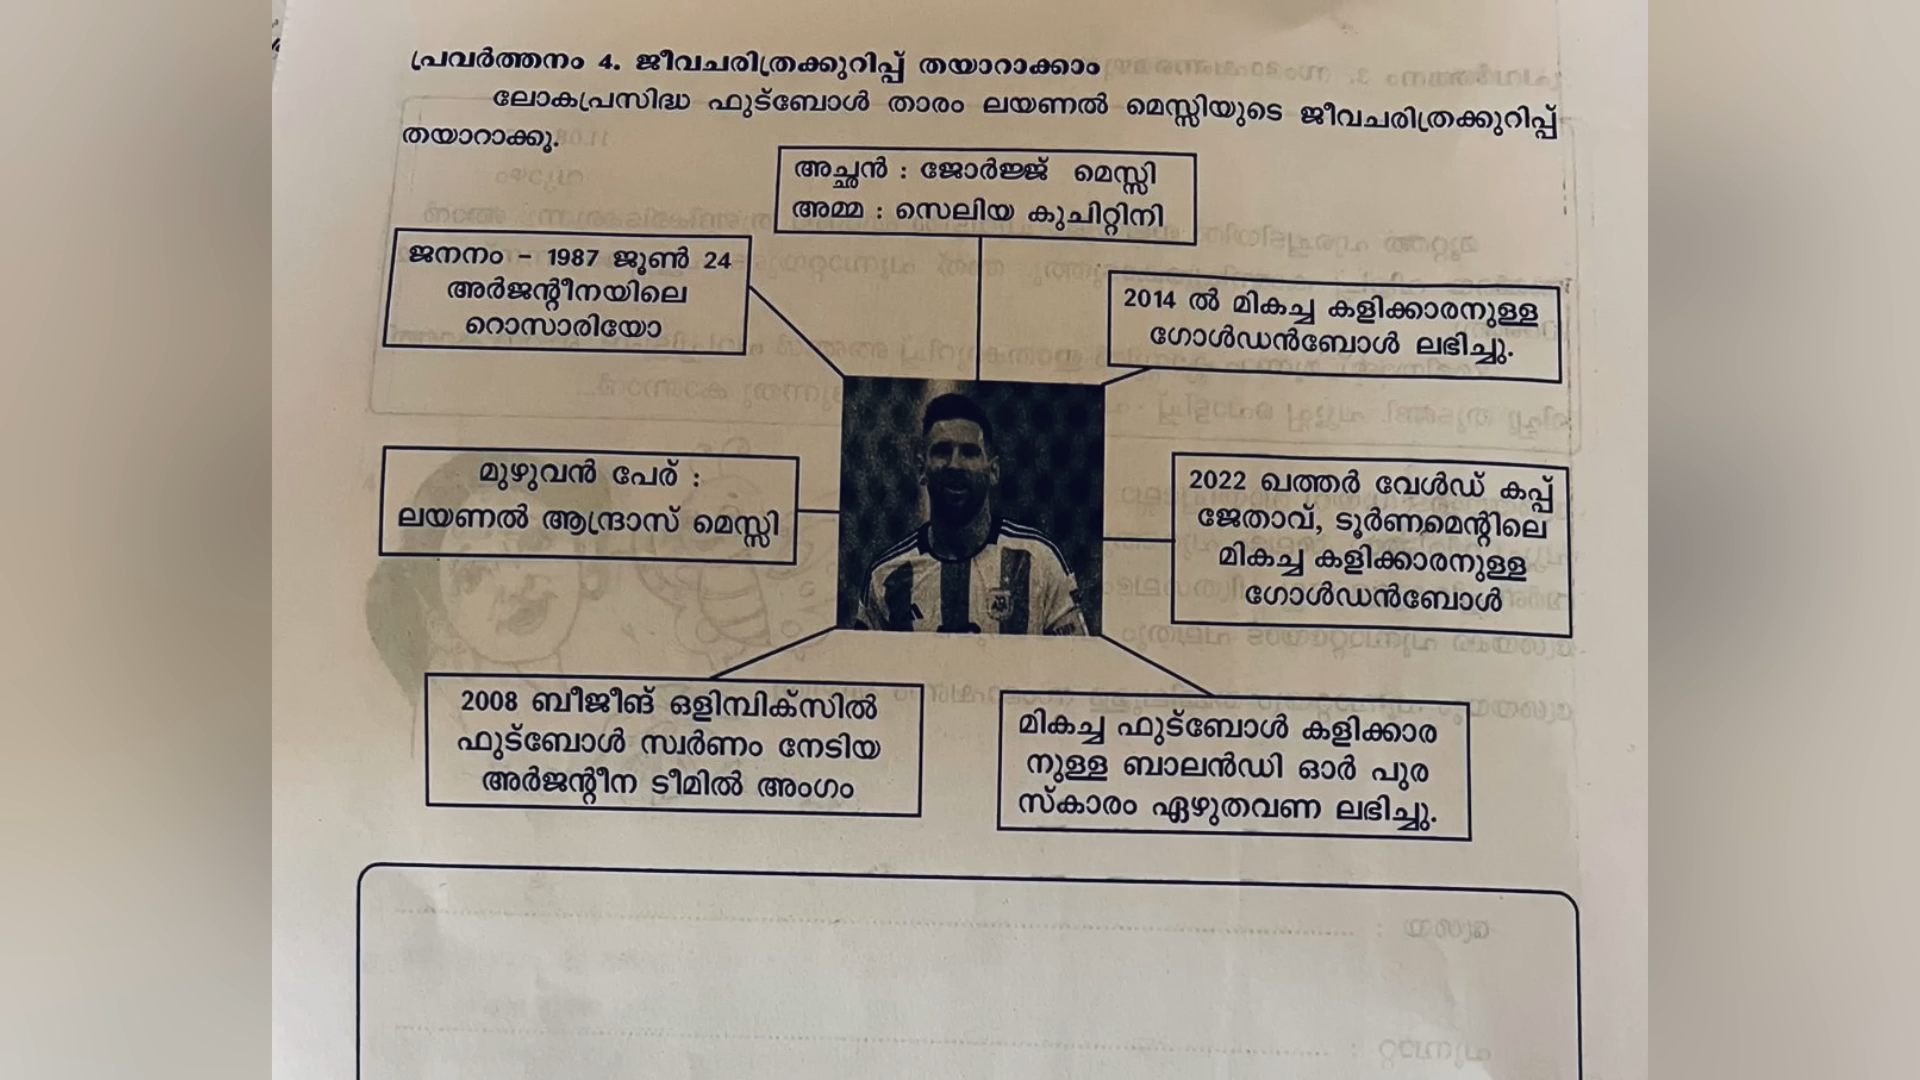 പ്രവർത്തനം 4. ജീവചരിത്രക്കുറിപ്പ് തയാറാക്കാം
ലോകപ്രസിദ്ധ ഫുട്ബോൾ താരം ലയണൽ മെസ്സിയുടെ ജീവചരിത്രക്കുറിപ്പ്
തയാറാക്കൂ.
അച്ഛൻ : ജോർജ്ജ് മെസ്സി
അമ്മ : സെലിയ കുചിറ്റിനി
ജനനം – 1987 ജൂൺ 24
അർജന്റീനയിലെ
റൊസാരിയോ
2014 ൽ മികച്ച കളിക്കാരനുള്ള
ഗോൾഡൻബോൾ ലഭിച്ചു.
മുഴുവൻ പേര് :
ലയണൽ ആന്ദ്രാസ് മെസ്സി
2022 ഖത്തർ വേൾഡ് കപ്പ്
ജേതാവ്, ടൂർണമെന്റിലെ
മികച്ച കളിക്കാരനുള്ള
ഗോൾഡൻബോൾ
2008 ബീജീങ് ഒളിമ്പിക്സിൽ
ഫുട്ബോൾ സ്വർണം നേടിയ
അർജന്റീന ടീമിൽ അംഗം
മികച്ച ഫുട്ബോൾ കളിക്കാര
നുള്ള ബാലൻഡി ഓർ പുര
സ്കാരം ഏഴുതവണ ലഭിച്ചു.